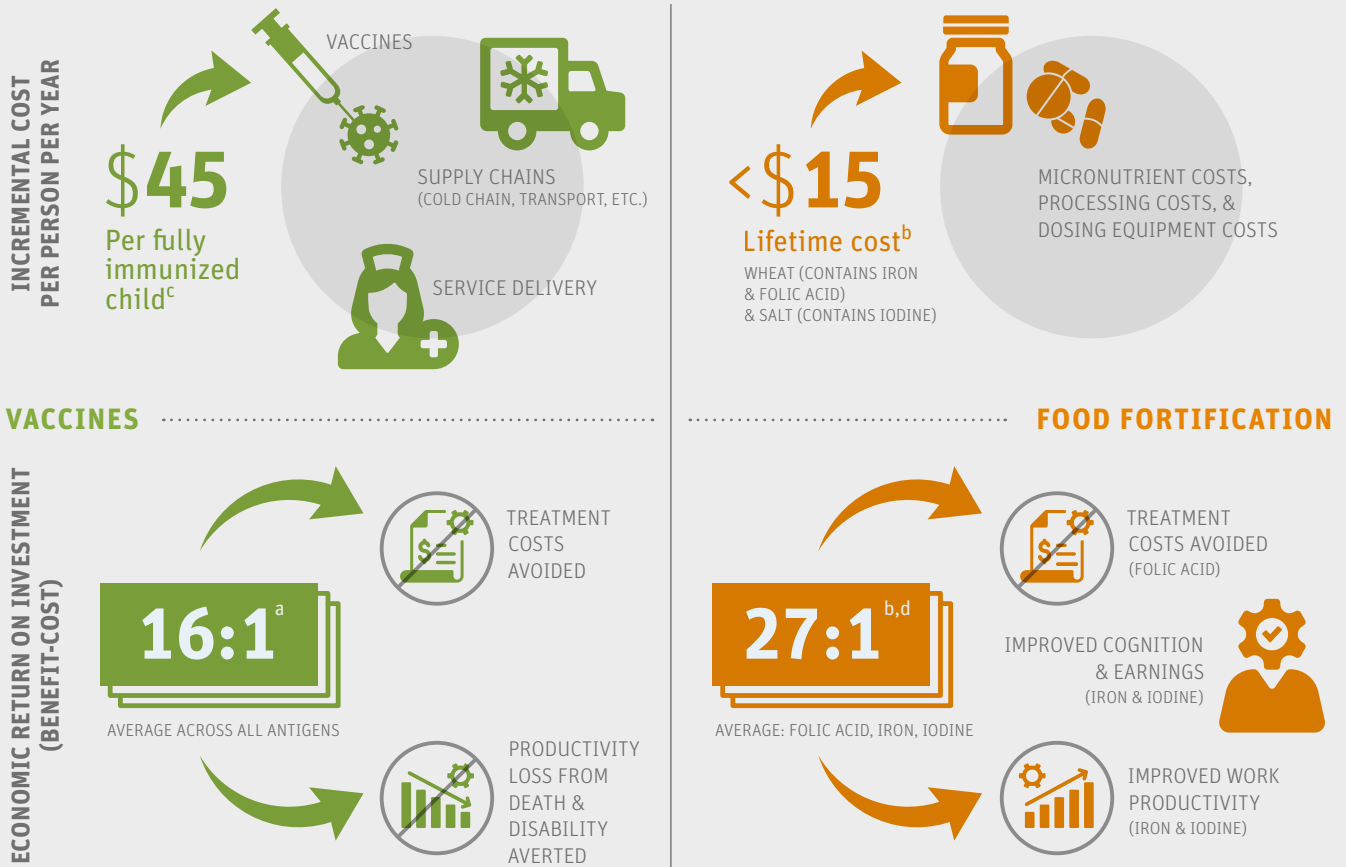 INCREMENTAL COST
PER PERSON PER YEAR
$45
Per fully
immunized
child^c
VACCINES
SUPPLY CHAINS
(COLD CHAIN, TRANSPORT, ETC.)
SERVICE DELIVERY
<$15
Lifetime cost^b
WHEAT (CONTAINS IRON
& FOLIC ACID)
& SALT (CONTAINS IODINE)
MICRONUTRIENT COSTS,
PROCESSING COSTS, &
DOSING EQUIPMENT COSTS
VACCINES
FOOD FORTIFICATION
ECONOMIC RETURN ON INVESTMENT
(BENEFIT-COST)
16:1^a
AVERAGE ACROSS ALL ANTIGENS
$
TREATMENT
COSTS
AVOIDED
PRODUCTIVITY
LOSS FROM
DEATH &
DISABILITY
AVERTED
27:1^b,d
AVERAGE: FOLIC ACID, IRON, IODINE
$
TREATMENT
COSTS AVOIDED
(FOLIC ACID)
IMPROVED COGNITION
& EARNINGS
(IRON & IODINE)
IMPROVED WORK
PRODUCTIVITY
(IRON & IODINE)